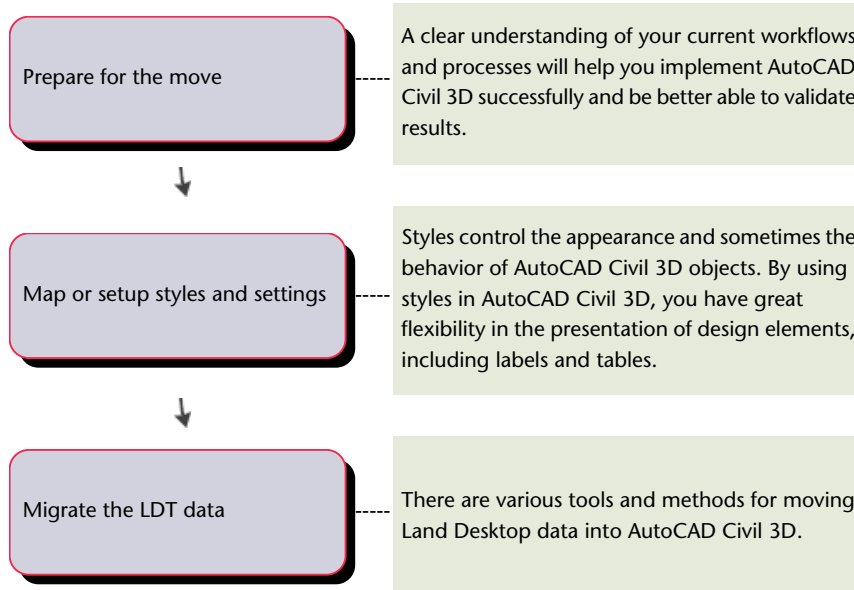 Prepare for the move
A clear understanding of your current workflows
and processes will help you implement AutoCAD
Civil 3D successfully and be better able to validate
results.
Map or setup styles and settings
Styles control the appearance and sometimes the
behavior of AutoCAD Civil 3D objects. By using
styles in AutoCAD Civil 3D, you have great
flexibility in the presentation of design elements,
including labels and tables.
Migrate the LDT data
There are various tools and methods for moving
Land Desktop data into AutoCAD Civil 3D.